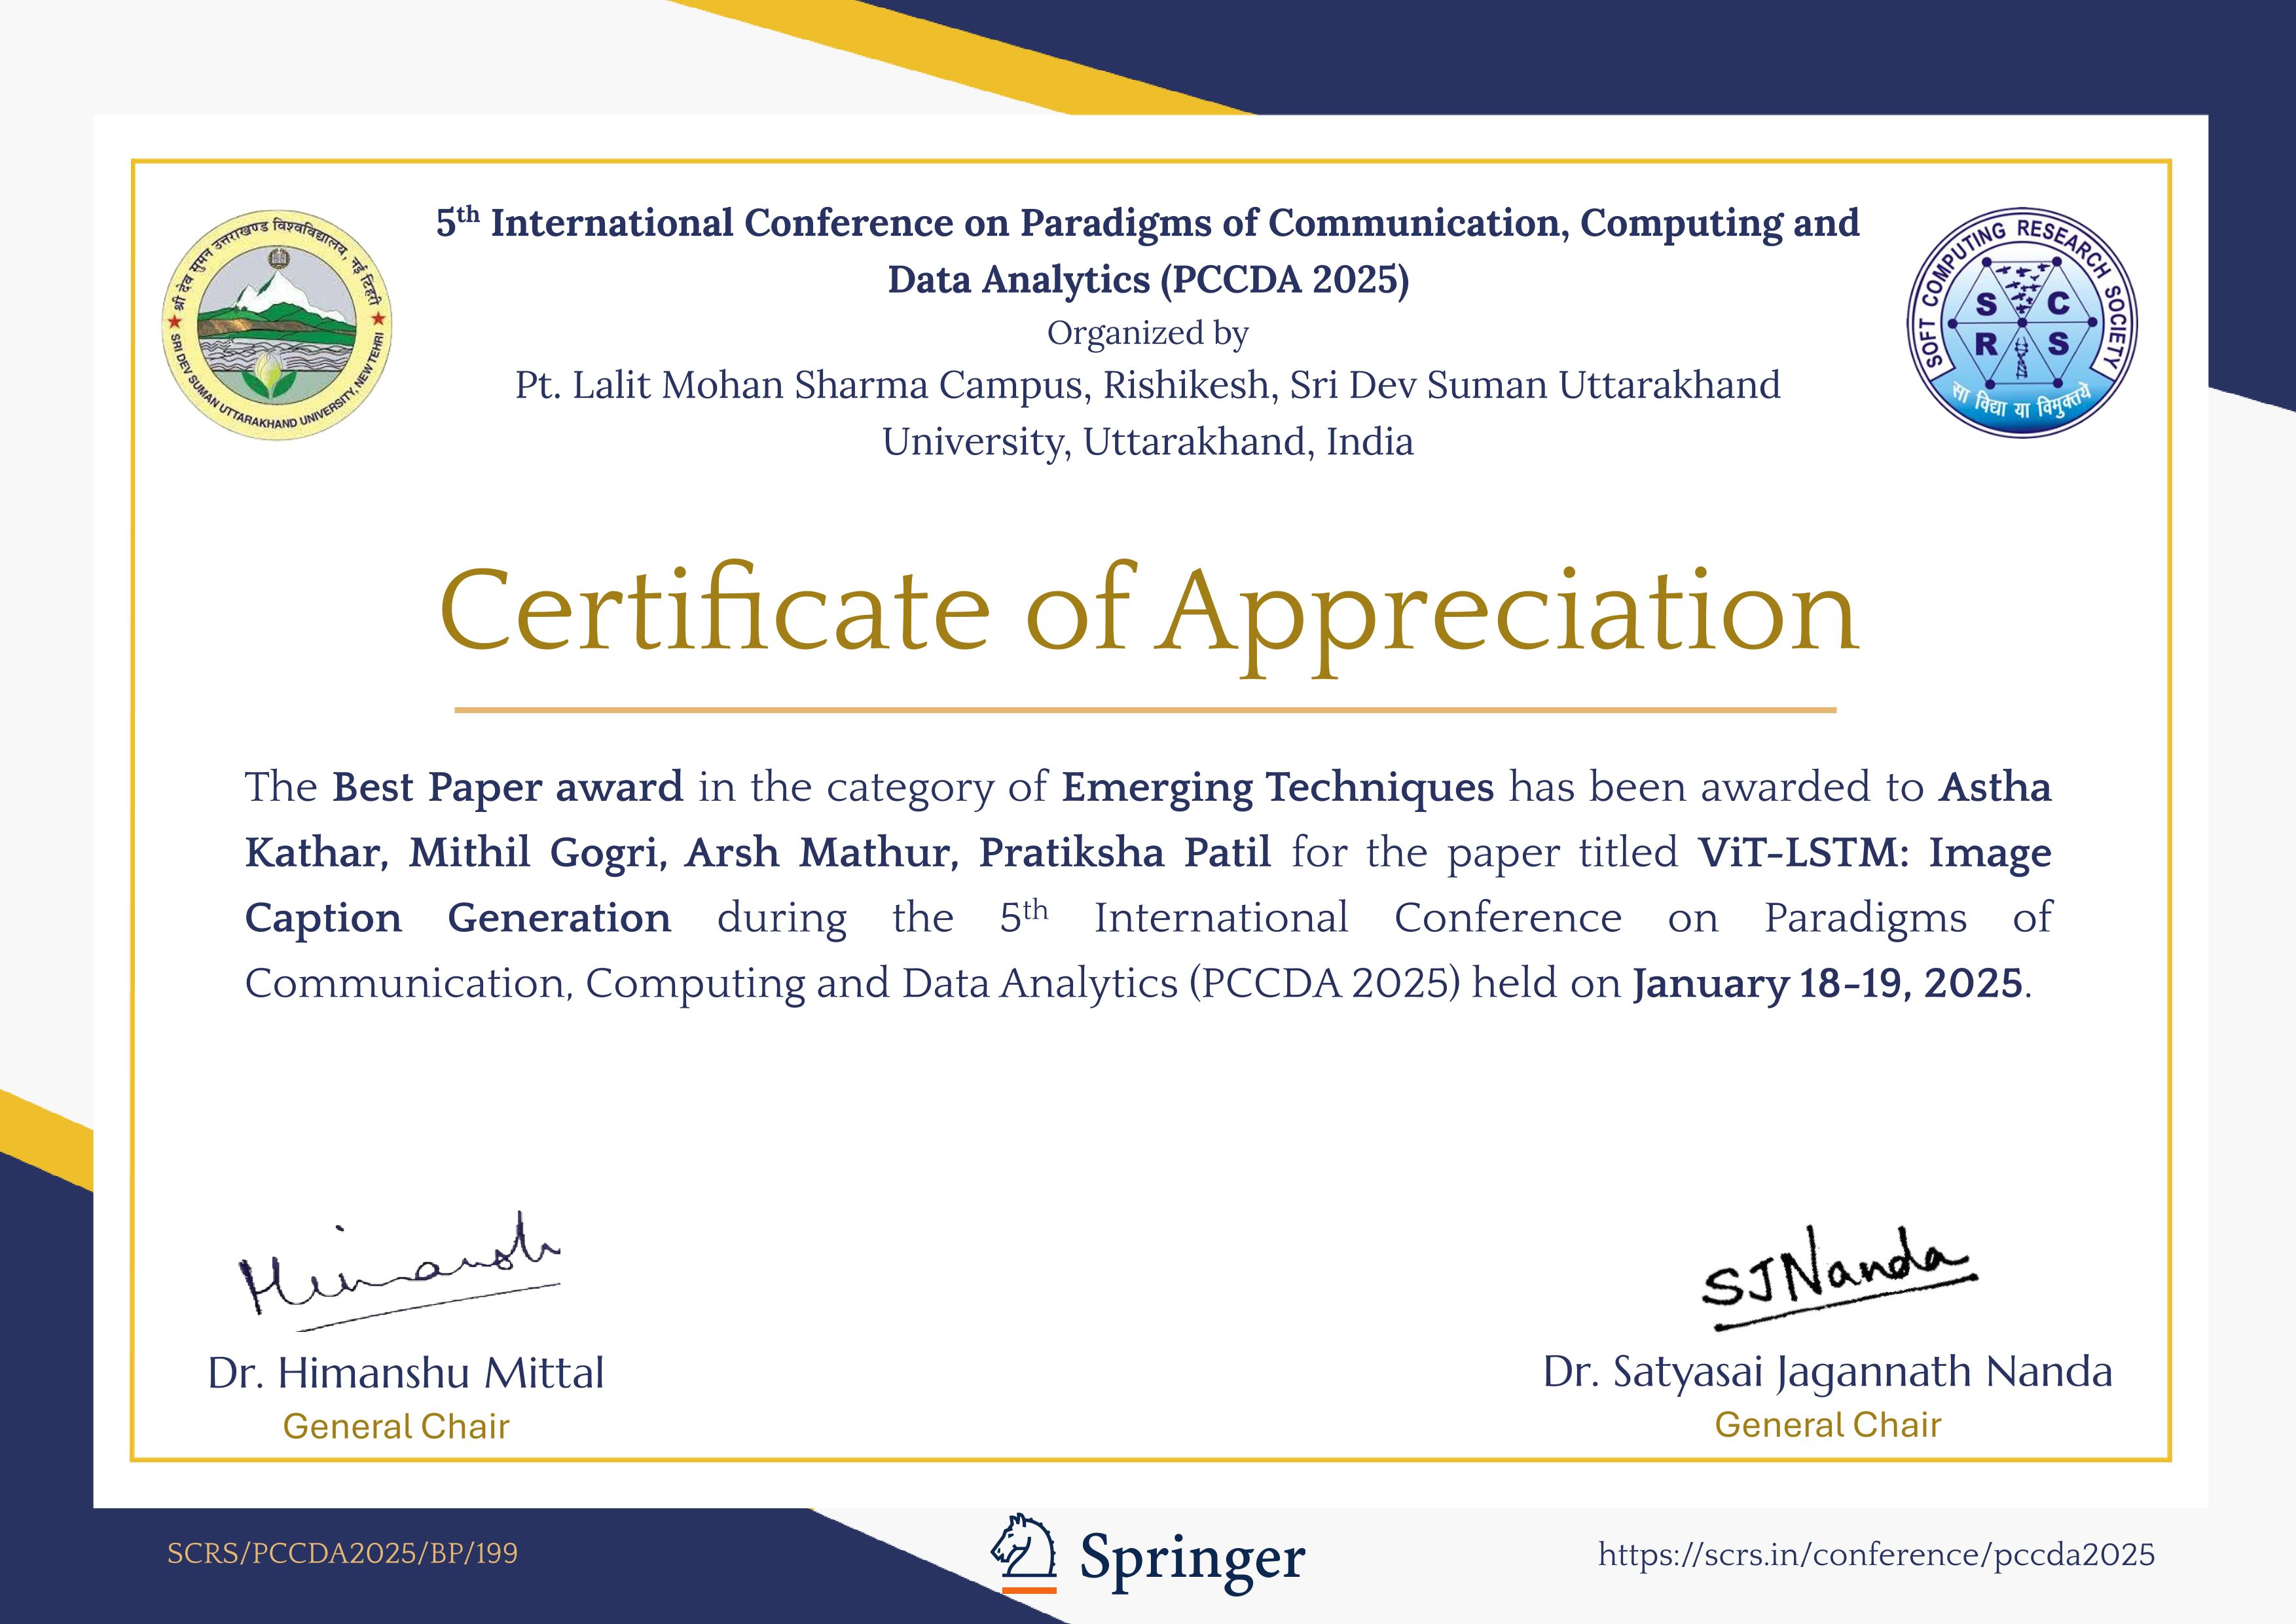 5th International Conference on Paradigms of Communication, Computing and
Data Analytics (PCCDA 2025)
Organized by
Pt. Lalit Mohan Sharma Campus, Rishikesh, Sri Dev Suman Uttarakhand
University, Uttarakhand, India
श्री देव सुमन उत्तराखण्ड विश्वविद्यालय, नई टिहरी
SRI DEV SUMAN UTTARAKHAND UNIVERSITY, NEW TEHRI
SOFT COMPUTING RESEARCH SOCIETY
S C
R S
सा विद्या या विमुक्तये
Certificate of Appreciation
The Best Paper award in the category of Emerging Techniques has been awarded to Astha
Kathar, Mithil Gogri, Arsh Mathur, Pratiksha Patil for the paper titled ViT-LSTM: Image
Caption Generation during the 5th International Conference on Paradigms of
Communication, Computing and Data Analytics (PCCDA 2025) held on January 18-19, 2025.
Himansh
SJNanda
Dr. Himanshu Mittal
Dr. Satyasai Jagannath Nanda
General Chair
General Chair
SCRS/PCCDA2025/BP/199
Springer
https://scrs.in/conference/pccda2025